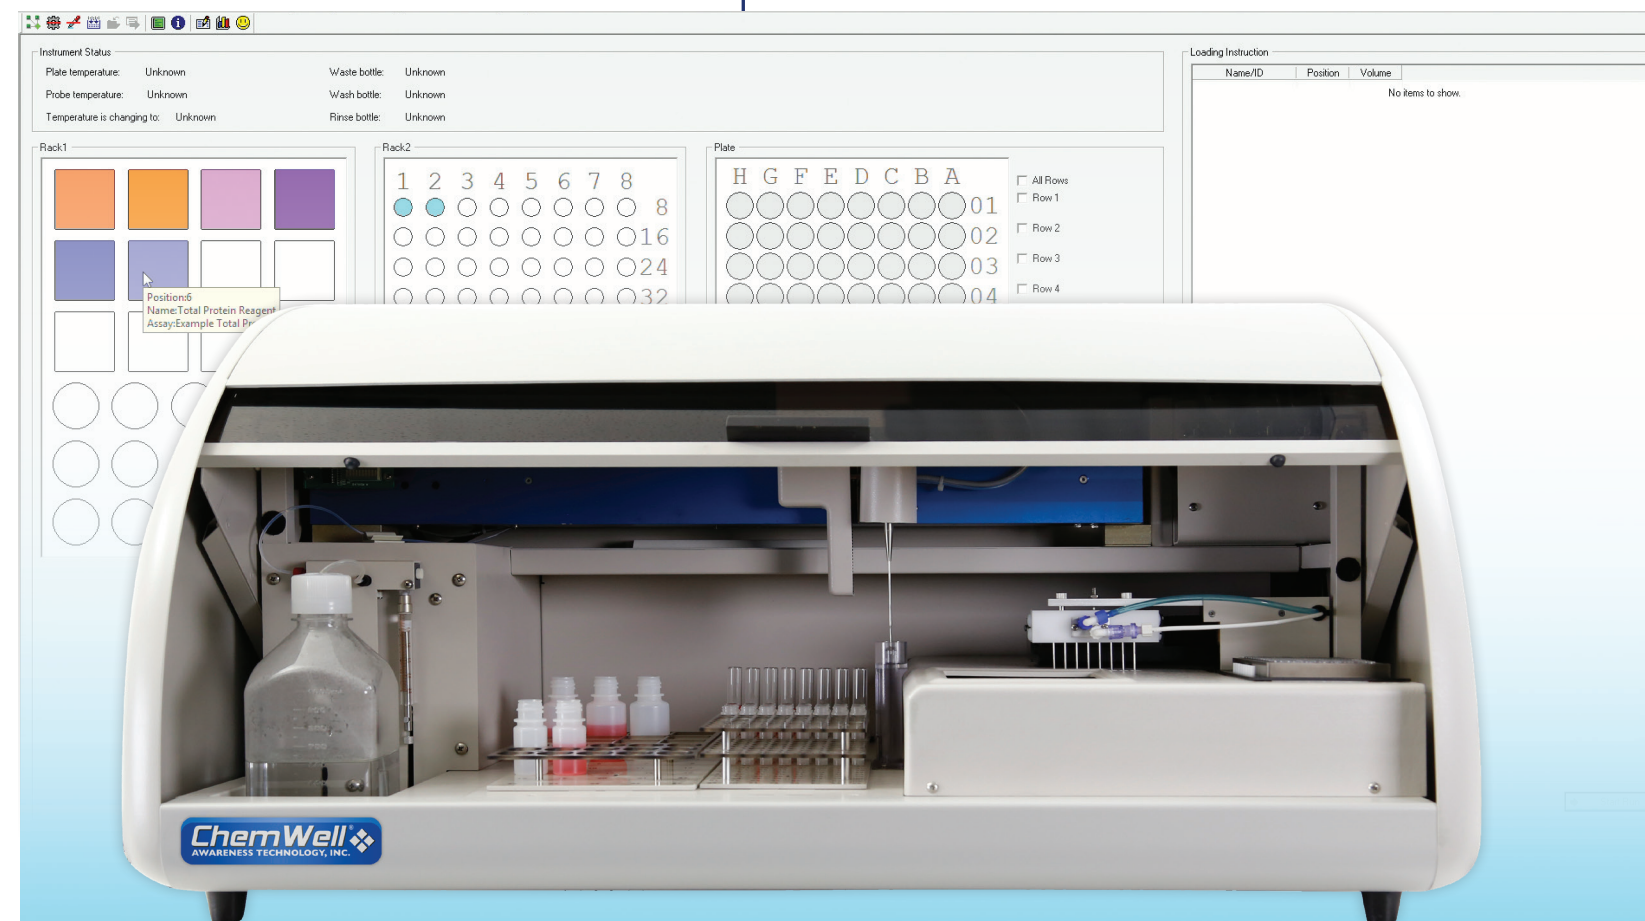 Instrument Status
Plate temperature: Unknown
Waste bottle: Unknown
Probe temperature: Unknown
Wash bottle: Unknown
Temperature is changing to: Unknown
Rinse bottle: Unknown
Loading Instruction
Name/ID Position Volume
No items to show.
Rack1
Position:6
Name:Total Protein Reagent
Assay:Example Total
Rack2
1 2 3 4 5 6 7 8
8
16
24
32
Plate
H G F E D C B A
01
02
03
04
All Rows
Row 1
Row 2
Row 3
Row 4
ChemWell®
AWARENESS TECHNOLOGY, INC.